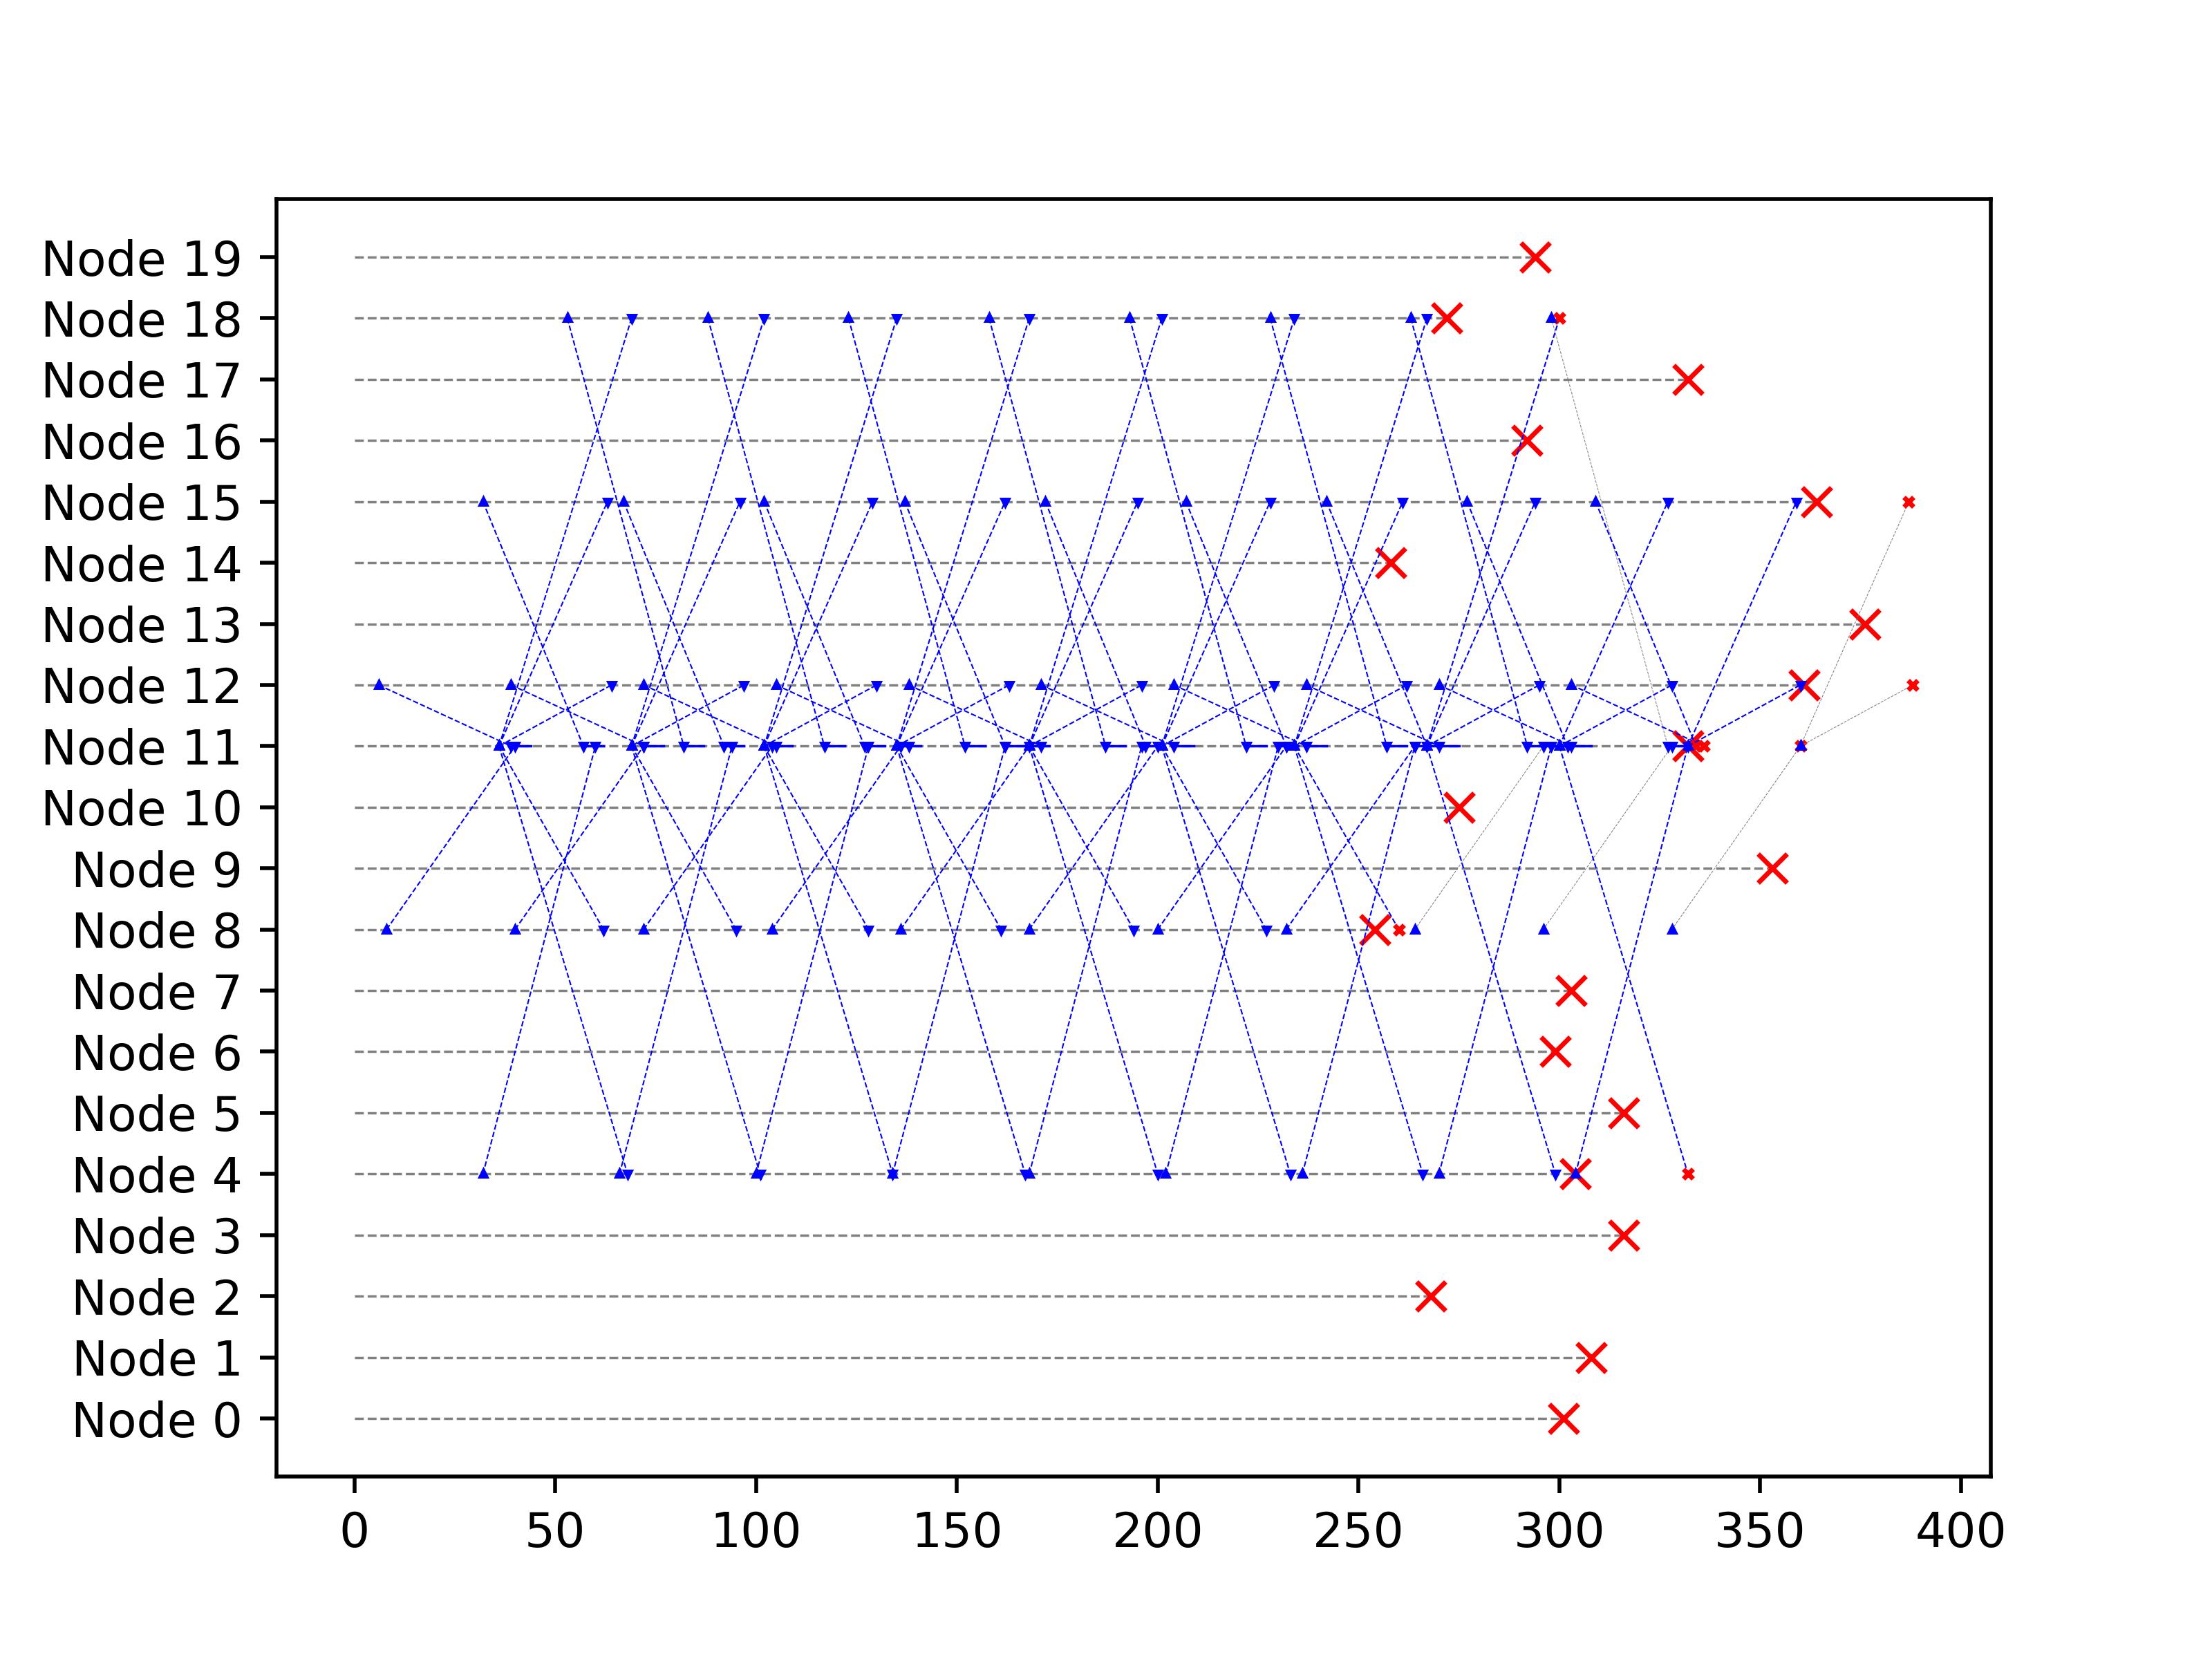 Node 19
Node 18
Node 17
Node 16
Node 15
Node 14
Node 13
Node 12
Node 11
Node 10
Node 9
Node 8
Node 7
Node 6
Node 5
Node 4
Node 3
Node 2
Node 1
Node 0
0 50 100 150 200 250 300 350 400